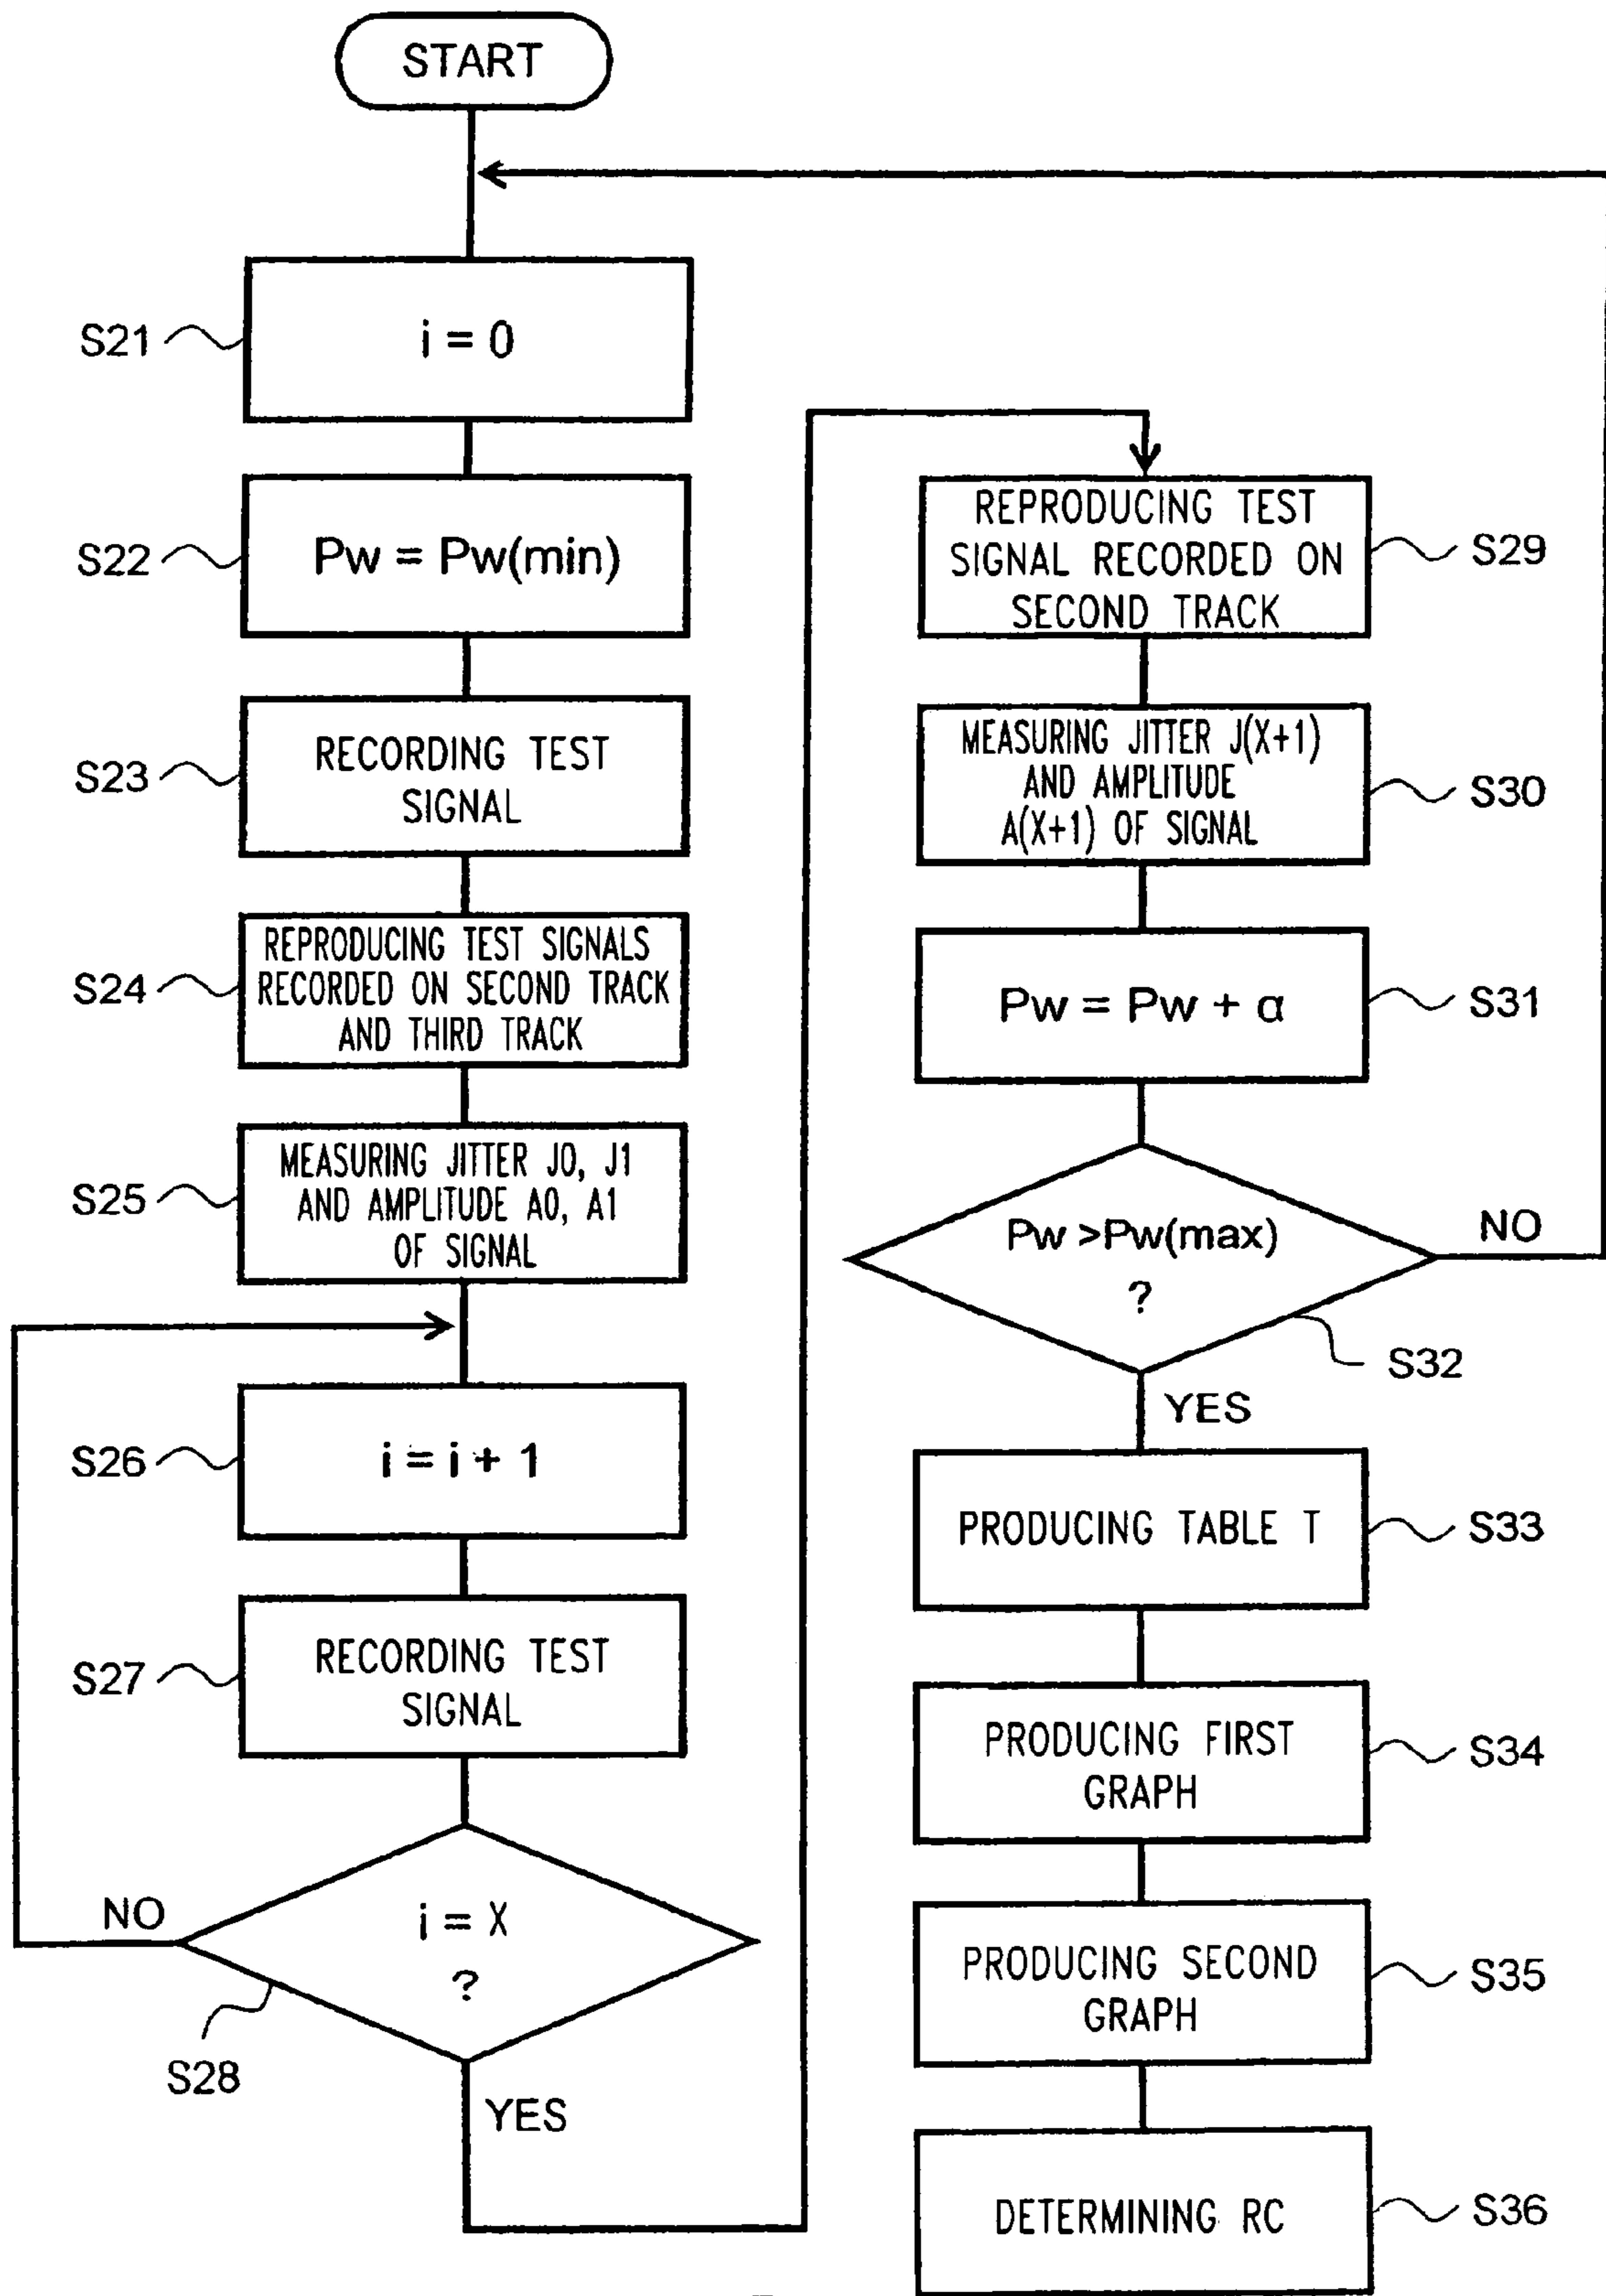 START
S21
i = 0
S22
Pw = Pw(min)
S23
RECORDING TEST
SIGNAL
S24
REPRODUCING TEST SIGNALS
RECORDED ON SECOND TRACK
AND THIRD TRACK
S25
MEASURING JITTER J0, J1
AND AMPLITUDE A0, A1
OF SIGNAL
S26
i = i + 1
S27
RECORDING TEST
SIGNAL
NO
i = X
?
S28
YES
REPRODUCING TEST
SIGNAL RECORDED ON
SECOND TRACK
S29
MEASURING JITTER J(X+1)
AND AMPLITUDE
A(X+1) OF SIGNAL
S30
Pw = Pw + α
S31
Pw >Pw(max)
?
NO
S32
YES
PRODUCING TABLE T
S33
PRODUCING FIRST
GRAPH
S34
PRODUCING SECOND
GRAPH
S35
DETERMINING RC
S36